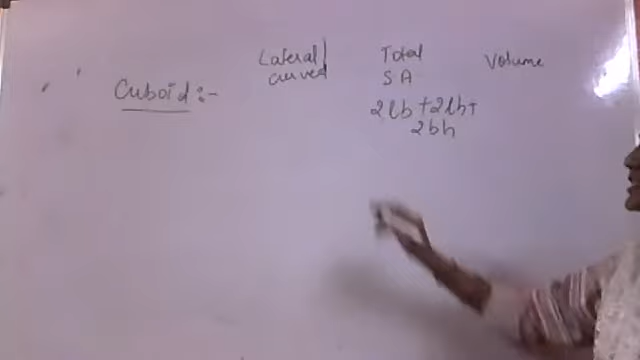 Lateral/ Total Volume
curved SA
Cuboid :-
2lb + 2lh +
2bh